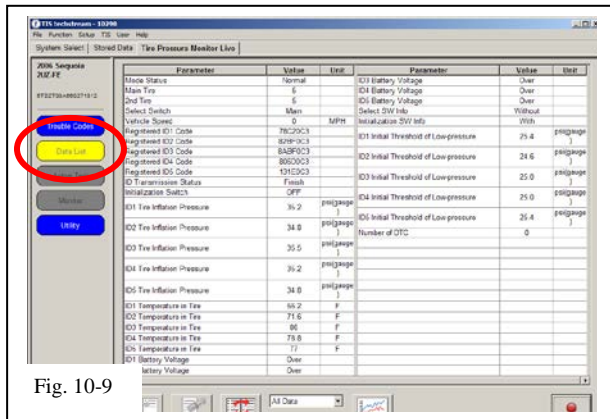 TIS techstream - 10298
File Function Setup TIS User Help
System Select Stored Data Tire Pressure Monitor Live
2006 Sequoia
2UZ-FE
Trouble Codes
Data List
Monitor
Utility
Parameter Value Unit Parameter Value Unit
Mode Status Normal ID3 Battery Voltage Over
Main Tire 5 ID4 Battery Voltage Over
2nd Tire 5 ID5 Battery Voltage Over
Select Switch Main Selection SW Info Without
Vehicle Speed 0 MPH Initialization SW Info With
Registered ID1 Code
Registered ID2 Code
Registered ID3 Code
Registered ID4 Code
Registered ID5 Code
ID Transmission Status Finish
Initialization Switch OFF
ID1 Initial Threshold of Low-pressure 25.4 psi(gauge)
ID2 Initial Threshold of Low-pressure 24.6 psi(gauge)
ID3 Initial Threshold of Low-pressure 25.0 psi(gauge)
ID4 Initial Threshold of Low-pressure 25.0 psi(gauge)
ID5 Initial Threshold of Low-pressure 25.4 psi(gauge)
Number of DTC 0
ID1 Tire Inflation Pressure 35.2 psi(gauge)
ID2 Tire Inflation Pressure 34.8 psi(gauge)
ID3 Tire Inflation Pressure 35.5 psi(gauge)
ID4 Tire Inflation Pressure 35.2 psi(gauge)
ID5 Tire Inflation Pressure 34.8 psi(gauge)
ID1 Temperature in Tire 66.2 F
ID2 Temperature in Tire 71.6 F
ID3 Temperature in Tire F
ID4 Temperature in Tire 78.8 F
ID5 Temperature in Tire 77 F
ID1 Battery Voltage Over
Battery Voltage Over
All Data
Fig. 10-9